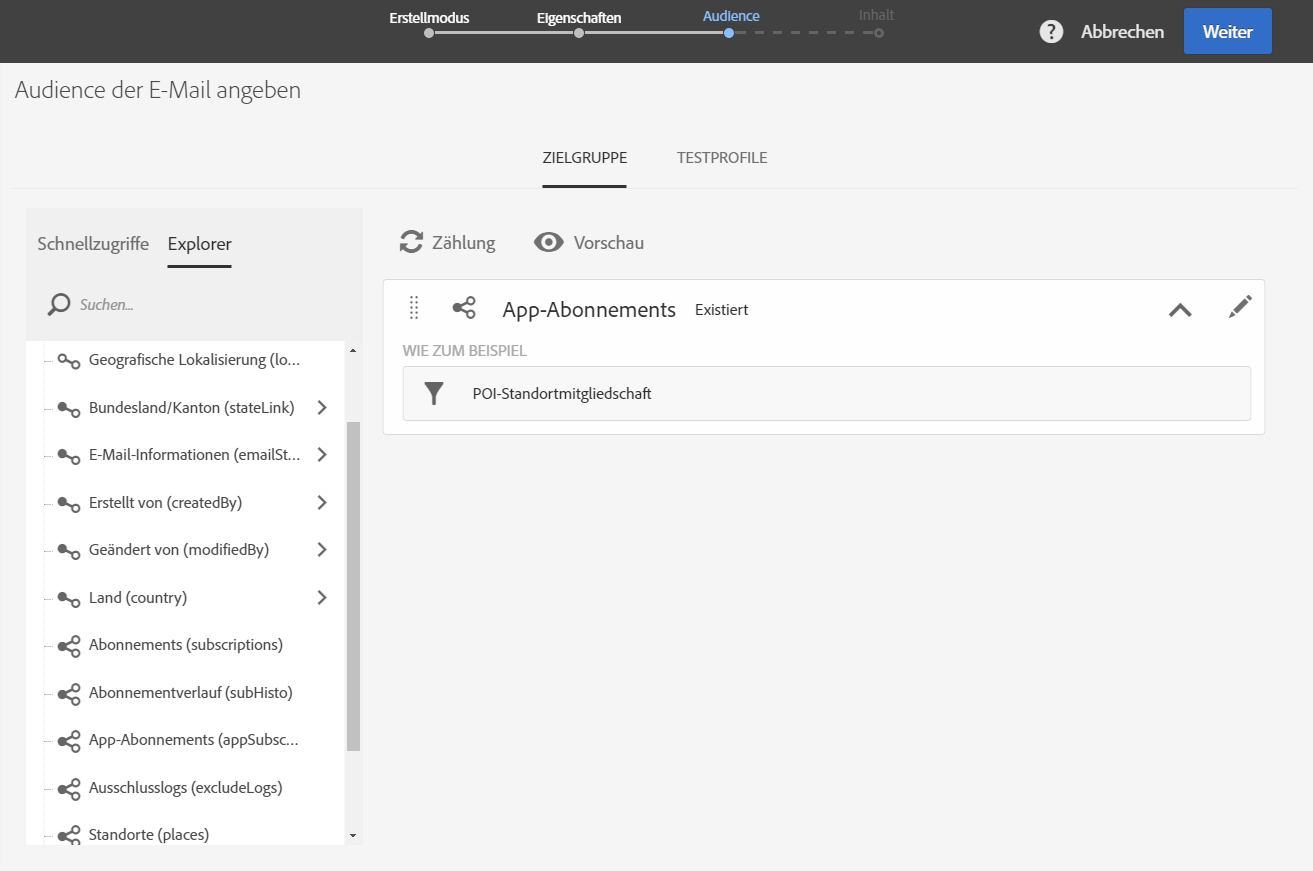 Erstellmodus
Eigenschaften
Audience
Inhalt
?
Abbrechen
Weiter
Audience der E-Mail angeben
ZIELGRUPPE
TESTPROFILE
Schnellzugriffe
Explorer
Suchen...
Geografische Lokalisierung (lo...
Bundesland/Kanton (stateLink)
E-Mail-Informationen (emailSt...
Erstellt von (createdBy)
Geändert von (modifiedBy)
Land (country)
Abonnements (subscriptions)
Abonnementverlauf (subHisto)
App-Abonnements (appSubsc...
Ausschlusslogs (excludeLogs)
Standorte (places)
Zählung
Vorschau
App-Abonnements Existiert
WIE ZUM BEISPIEL
POI-Standortmitgliedschaft